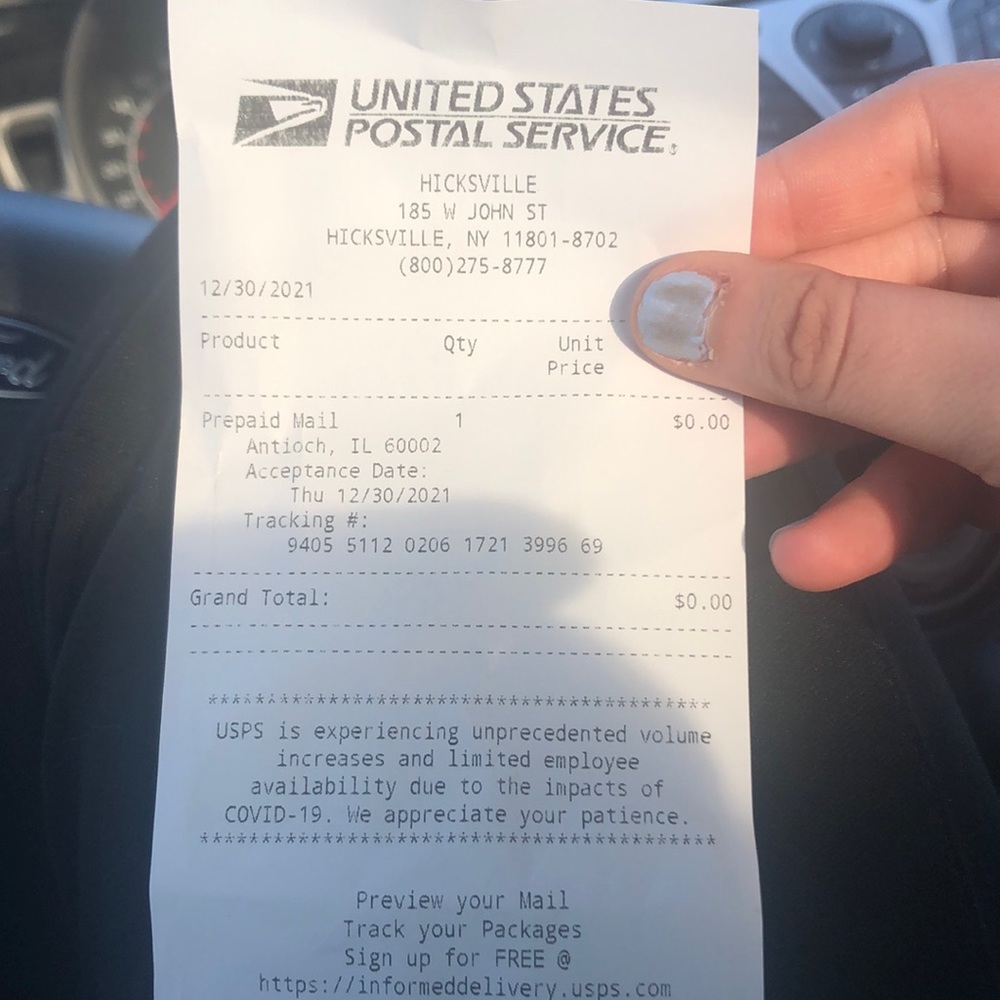 UNITED STATES
POSTAL SERVICE®
HICKSVILLE
185 W JOHN ST
HICKSVILLE, NY 11801-8702
(800)275-8777
12/30/2021
--------------------------------------------
Product Qty Unit
Price
--------------------------------------------
Prepaid Mail 1 $0.00
Antioch, IL 60002
Acceptance Date:
Thu 12/30/2021
Tracking #:
9405 5112 0206 1721 3996 69
--------------------------------------------
Grand Total: $0.00
--------------------------------------------
--------------------------------------------
******************************************
USPS is experiencing unprecedented volume
increases and limited employee
availability due to the impacts of
COVID-19. We appreciate your patience.
******************************************
Preview your Mail
Track your Packages
Sign up for FREE @
https://informeddelivery.usps.com
Ford